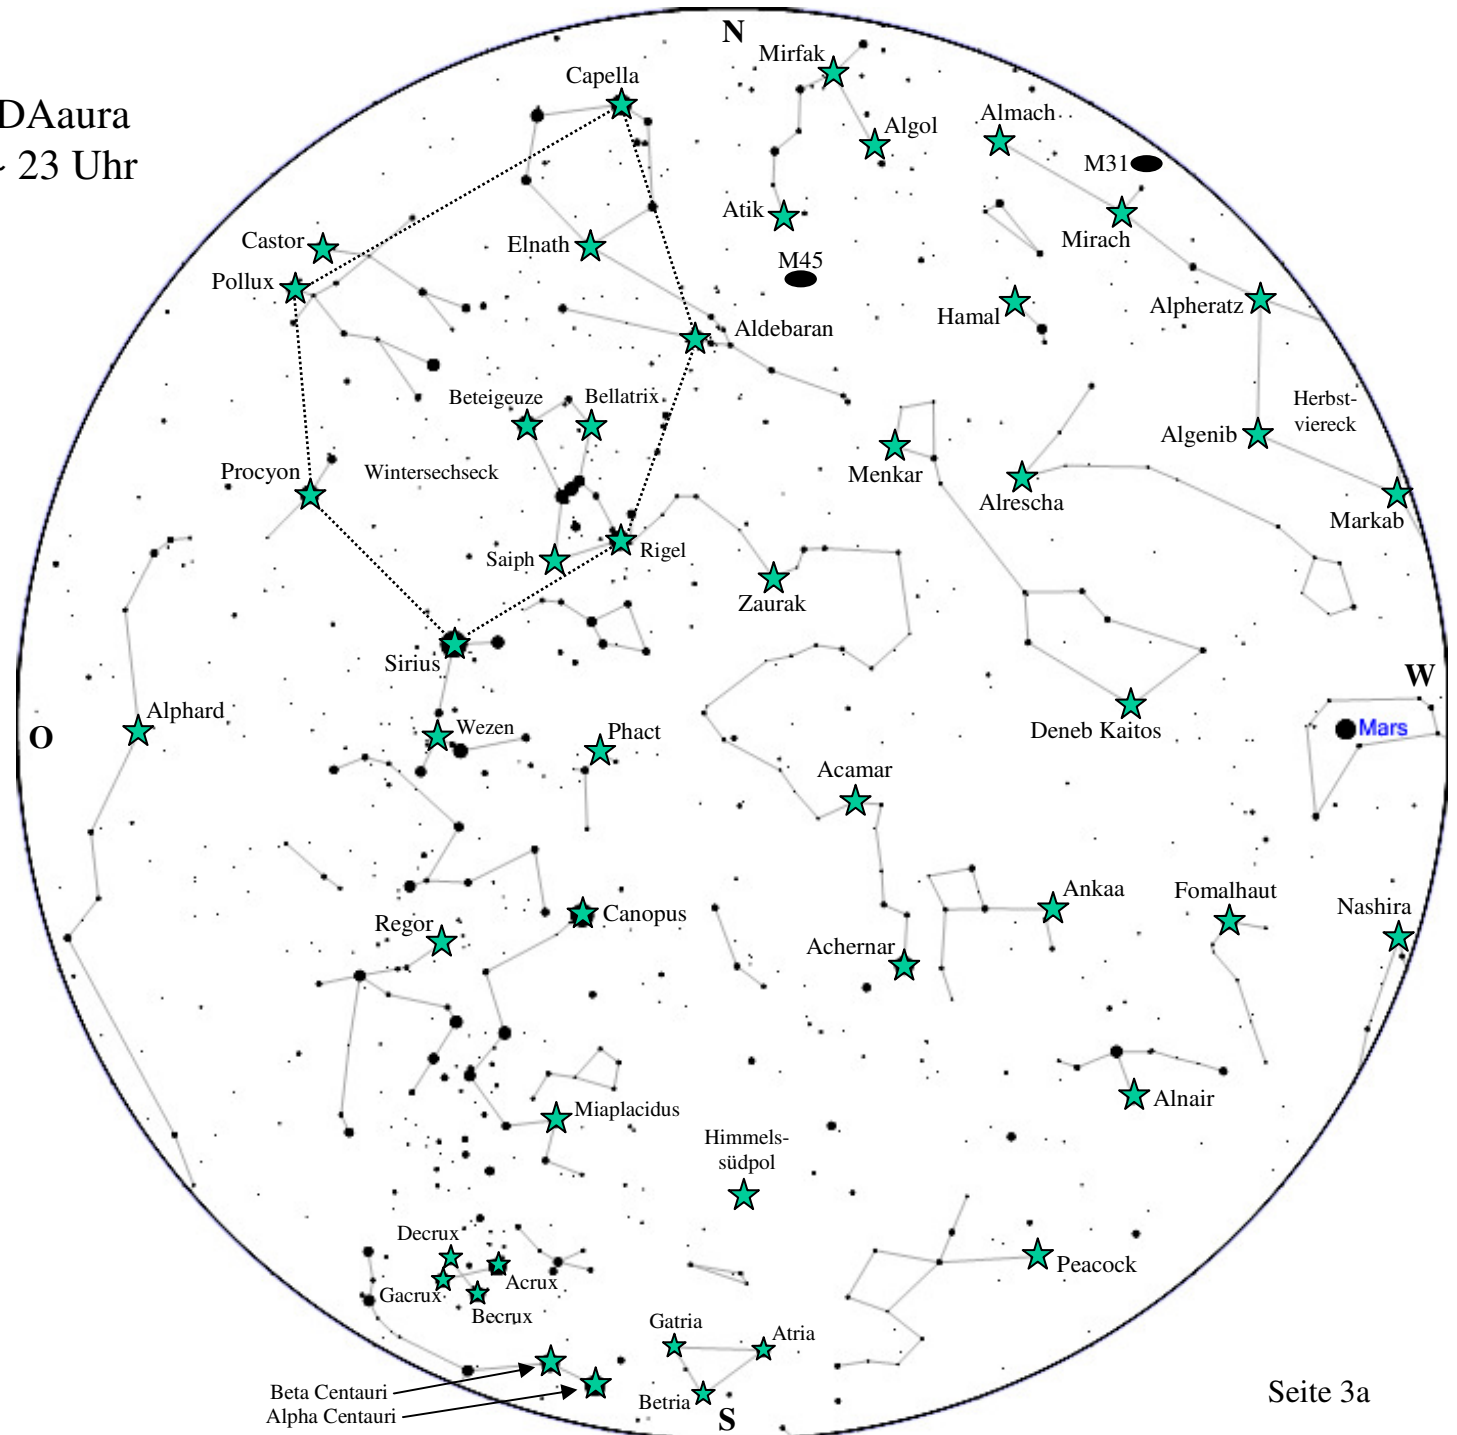 N
DAaura
~ 23 Uhr
Mirfak
Capella
Algol
Almach
M31
Atik
Mirach
Castor
Elnath
M45
Pollux
Hamal
Alpheratz
Aldebaran
Beteigeuze
Bellatrix
Herbst-
viereck
Algenib
Menkar
Procyon
Wintersechseck
Alrescha
Markab
Saiph
Rigel
Zaurak
Sirius
W
Alphard
Wezen
Phact
Deneb Kaitos
Mars
O
Acamar
Ankaa
Fomalhaut
Nashira
Regor
Canopus
Achernar
Alnair
Miaplacidus
Himmels-
südpol
Decrux
Gacrux
Acrux
Becrux
Peacock
Gatria
Atria
Beta Centauri
Alpha Centauri
Betria
S
Seite 3a